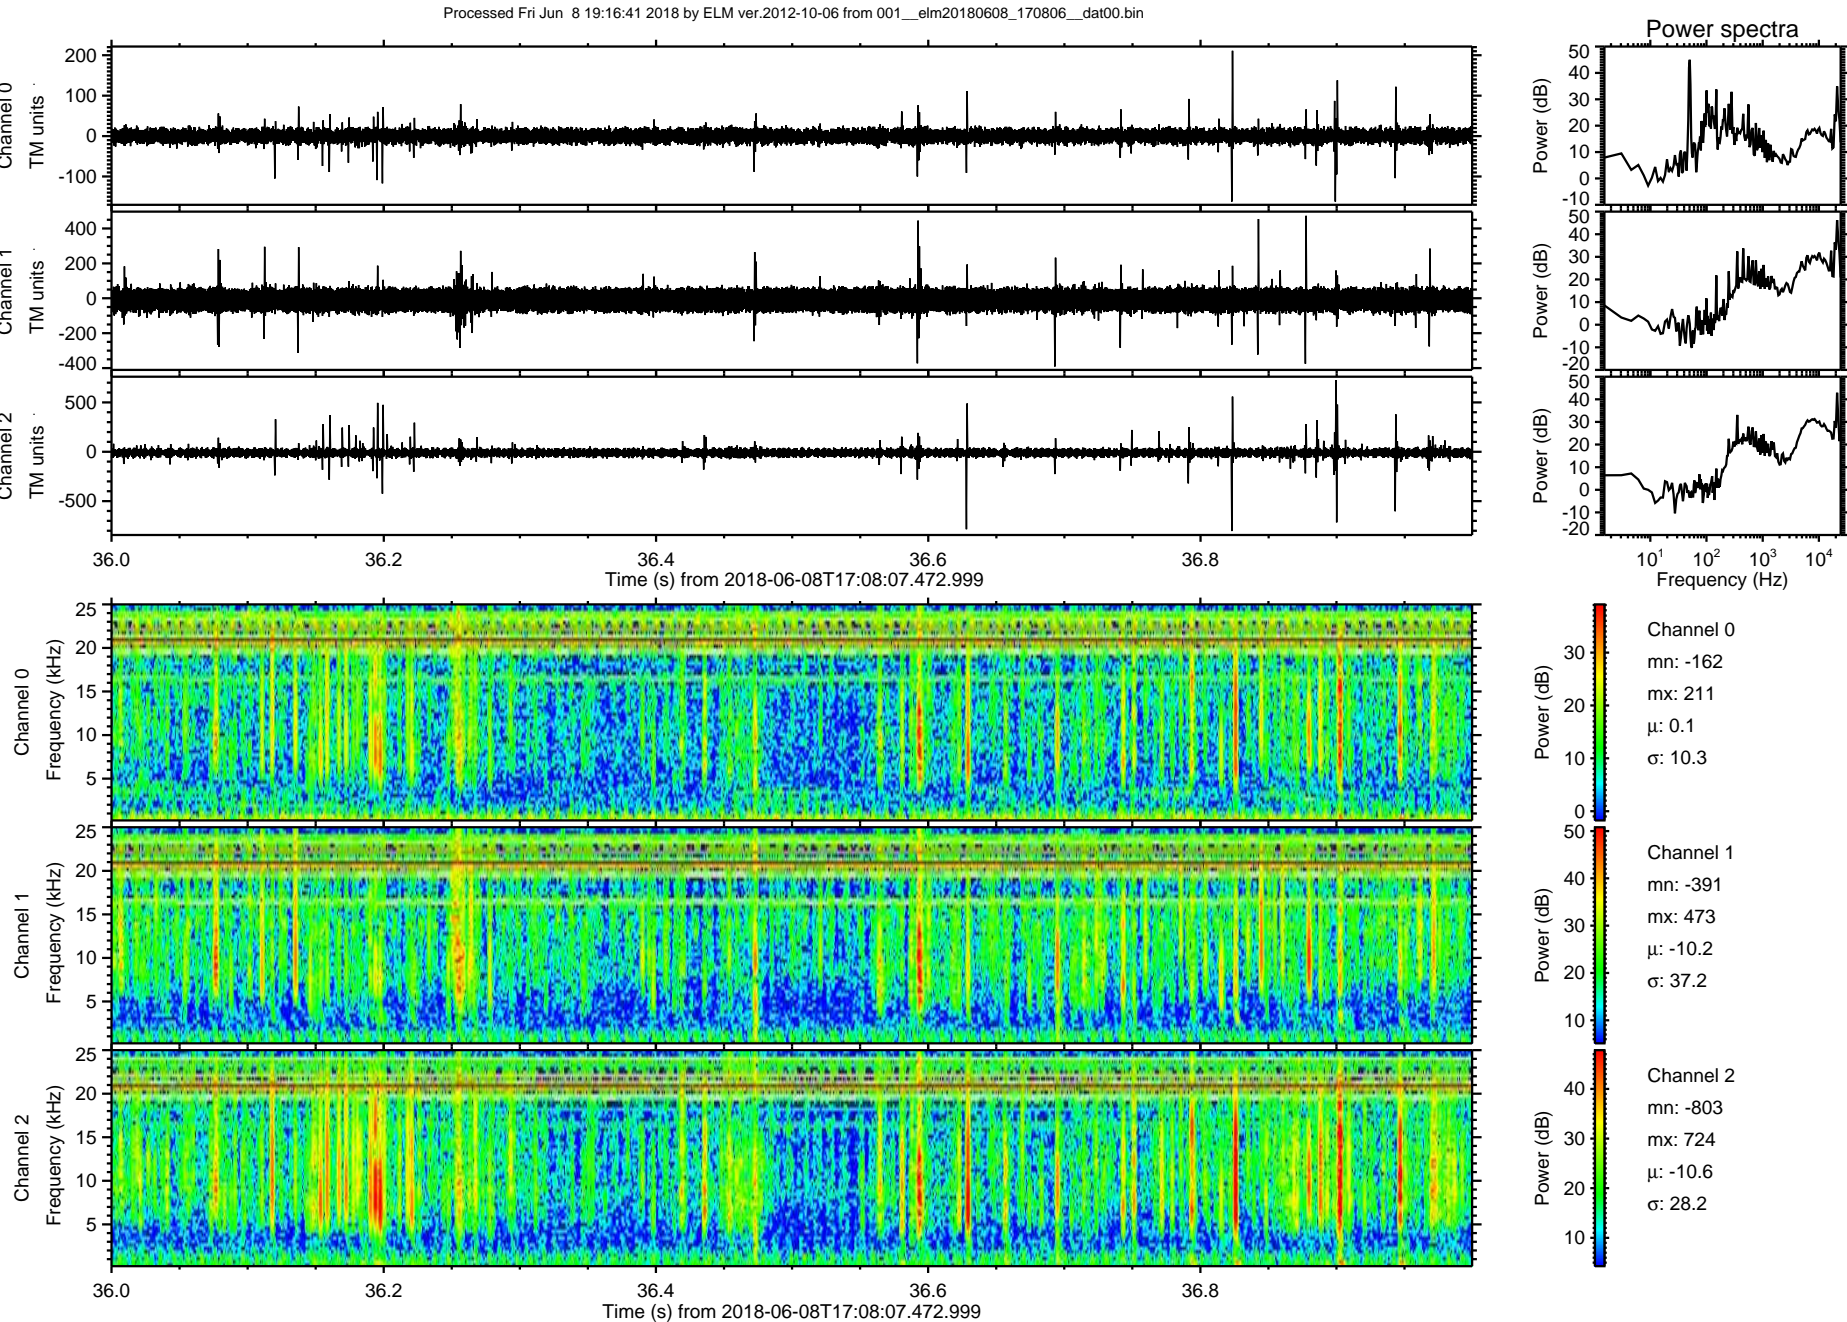 Processed Fri Jun 8 19:16:41 2018 by ELM ver.2012-10-06 from 001__elm20180608_170806__dat00.bin
Power spectra
Channel 0
TM units
200
100
0
-100
Power (dB)
50
40
30
20
10
0
-10
Channel 1
TM units
400
200
0
-200
-400
Power (dB)
50
40
30
20
10
0
-10
-20
Channel 2
TM units
500
0
-500
Power (dB)
50
40
30
20
10
0
-10
-20
36.0 36.2 36.4 36.6 36.8
Time (s) from 2018-06-08T17:08:07.472.999
10^1 10^2 10^3 10^4
Frequency (Hz)
Channel 0
Frequency (kHz)
25
20
15
10
5
Power (dB)
30
20
10
0
Channel 0
mn: -162
mx: 211
μ: 0.1
σ: 10.3
Channel 1
Frequency (kHz)
25
20
15
10
5
Power (dB)
50
40
30
20
10
Channel 1
mn: -391
mx: 473
μ: -10.2
σ: 37.2
Channel 2
Frequency (kHz)
25
20
15
10
5
Power (dB)
40
30
20
10
Channel 2
mn: -803
mx: 724
μ: -10.6
σ: 28.2
36.0 36.2 36.4 36.6 36.8
Time (s) from 2018-06-08T17:08:07.472.999